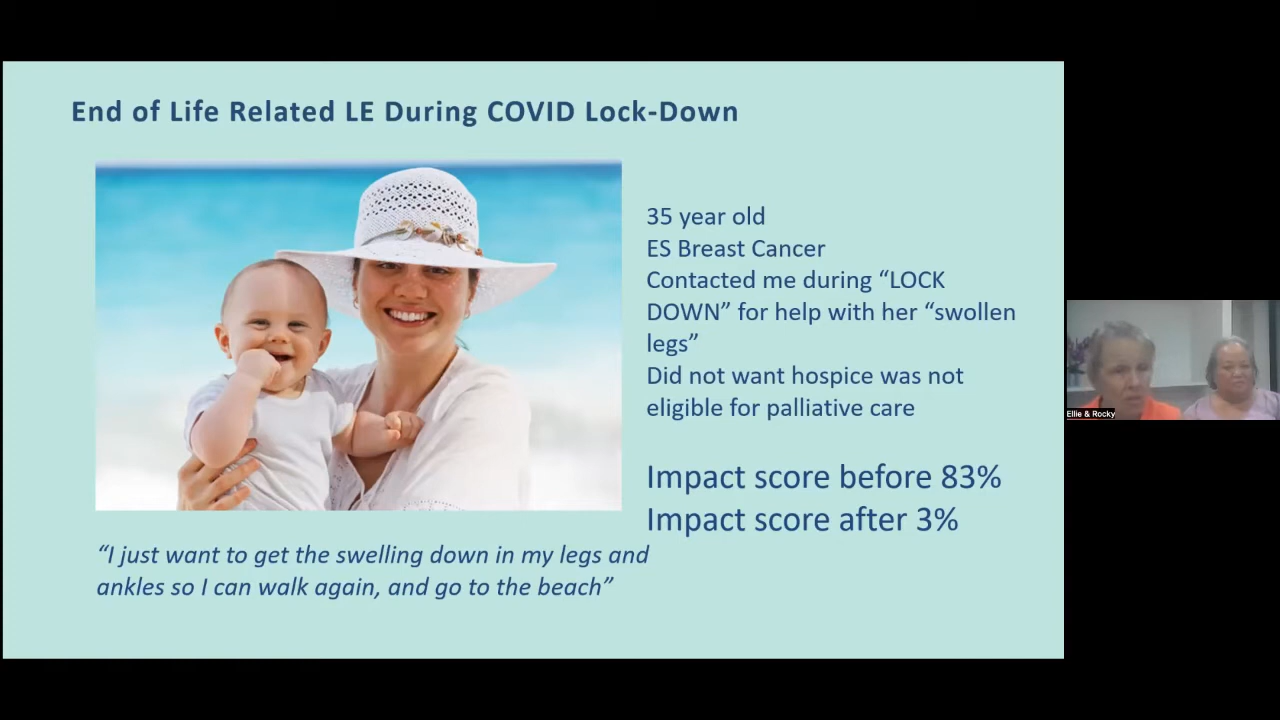 End of Life Related LE During COVID Lock-Down
35 year old
ES Breast Cancer
Contacted me during “LOCK
DOWN” for help with her “swollen
legs”
Did not want hospice was not
eligible for palliative care
Impact score before 83%
Impact score after 3%
“I just want to get the swelling down in my legs and
ankles so I can walk again, and go to the beach”
Ellie & Rocky